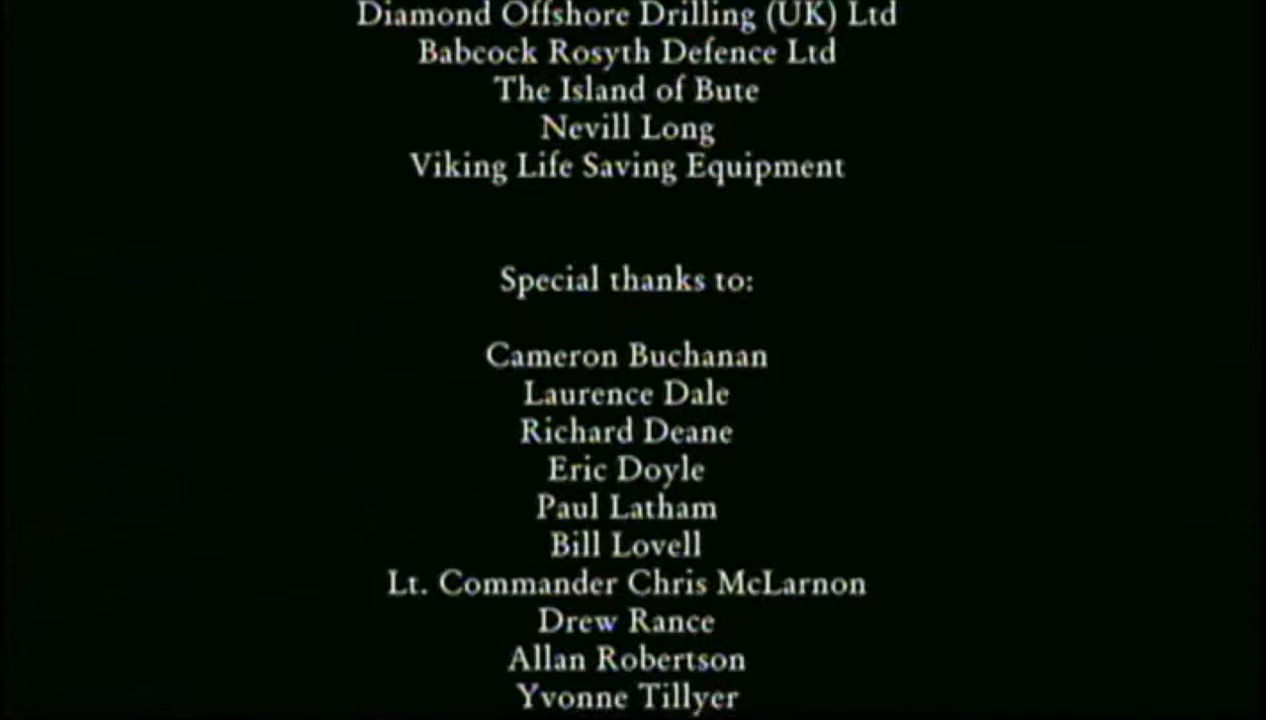 Diamond Offshore Drilling (UK) Ltd
Babcock Rosyth Defence Ltd
The Island of Bute
Nevill Long
Viking Life Saving Equipment
Special thanks to:
Cameron Buchanan
Laurence Dale
Richard Deane
Eric Doyle
Paul Latham
Bill Lovell
Lt. Commander Chris McLarnon
Drew Rance
Allan Robertson
Yvonne Tillyer